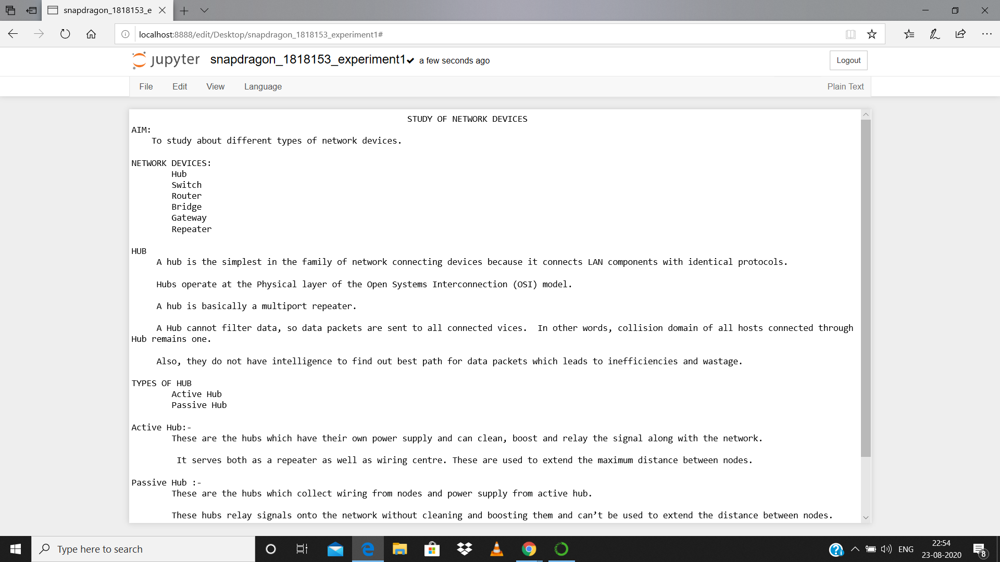 snapdragon_1818153_e
localhost:8888/edit/Desktop/snapdragon_1818153_experiment1#
jupyter snapdragon_1818153_experiment1 a few seconds ago Logout
File Edit View Language Plain Text
STUDY OF NETWORK DEVICES
AIM:
To study about different types of network devices.
NETWORK DEVICES:
Hub
Switch
Router
Bridge
Gateway
Repeater
HUB
A hub is the simplest in the family of network connecting devices because it connects LAN components with identical protocols.
Hubs operate at the Physical layer of the Open Systems Interconnection (OSI) model.
A hub is basically a multiport repeater.
A Hub cannot filter data, so data packets are sent to all connected vices.  In other words, collision domain of all hosts connected through
Hub remains one.
Also, they do not have intelligence to find out best path for data packets which leads to inefficiencies and wastage.
TYPES OF HUB
Active Hub
Passive Hub
Active Hub:-
These are the hubs which have their own power supply and can clean, boost and relay the signal along with the network.
It serves both as a repeater as well as wiring centre. These are used to extend the maximum distance between nodes.
Passive Hub :-
These are the hubs which collect wiring from nodes and power supply from active hub.
These hubs relay signals onto the network without cleaning and boosting them and can’t be used to extend the distance between nodes.
Type here to search
ENG
22:54
23-08-2020
8